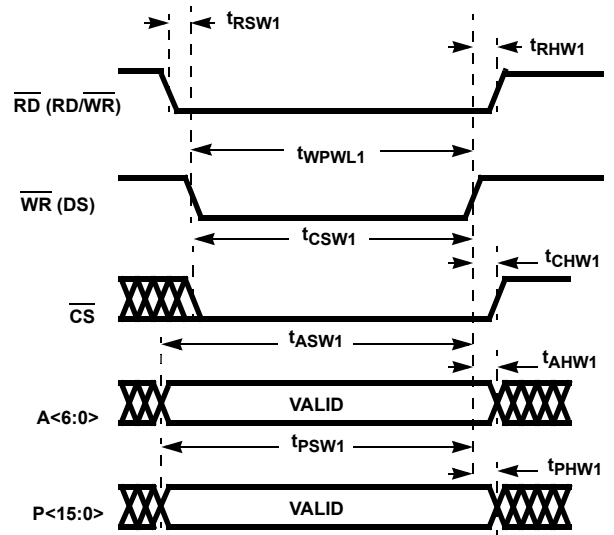 tRSW1
tRHW1
RD (RD/WR)
tWPWL1
WR (DS)
tCSW1
tCHW1
CS
tASW1
tAHW1
A<6:0>
VALID
tPSW1
tPHW1
P<15:0>
VALID